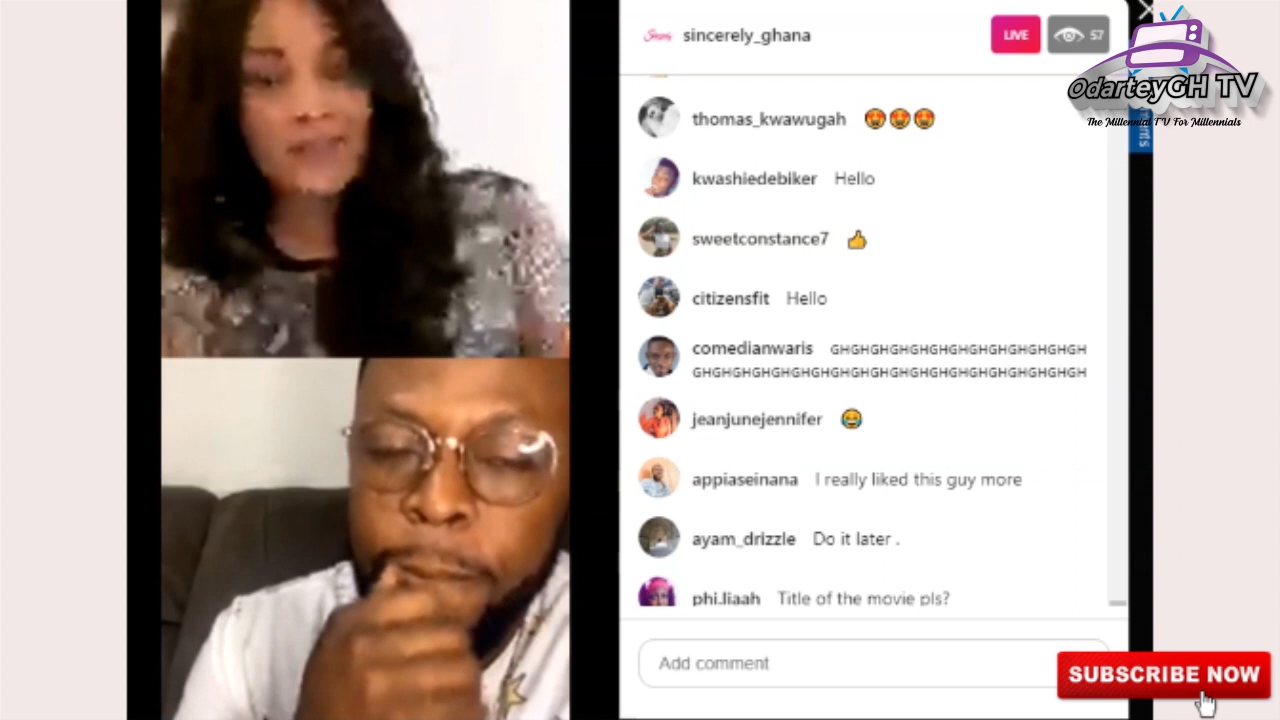 sincerely_ghana
LIVE
57
OdarteyGH TV
The Millennial TV For Millennials
thomas_kwawugah
kwashiedebiker Hello
sweetconstance7
citizensfit Hello
comedianwaris GHGHGHGHGHGHGHGHGHGHGHGHGH
GHGHGHGHGHGHGHGHGHGHGHGHGHGHGHGHGHGHGHGH
jeanjunejennifer
appiaseinana I really liked this guy more
ayam_drizzle Do it later .
phi.liaah Title of the movie pls?
Add comment
SUBSCRIBE NOW